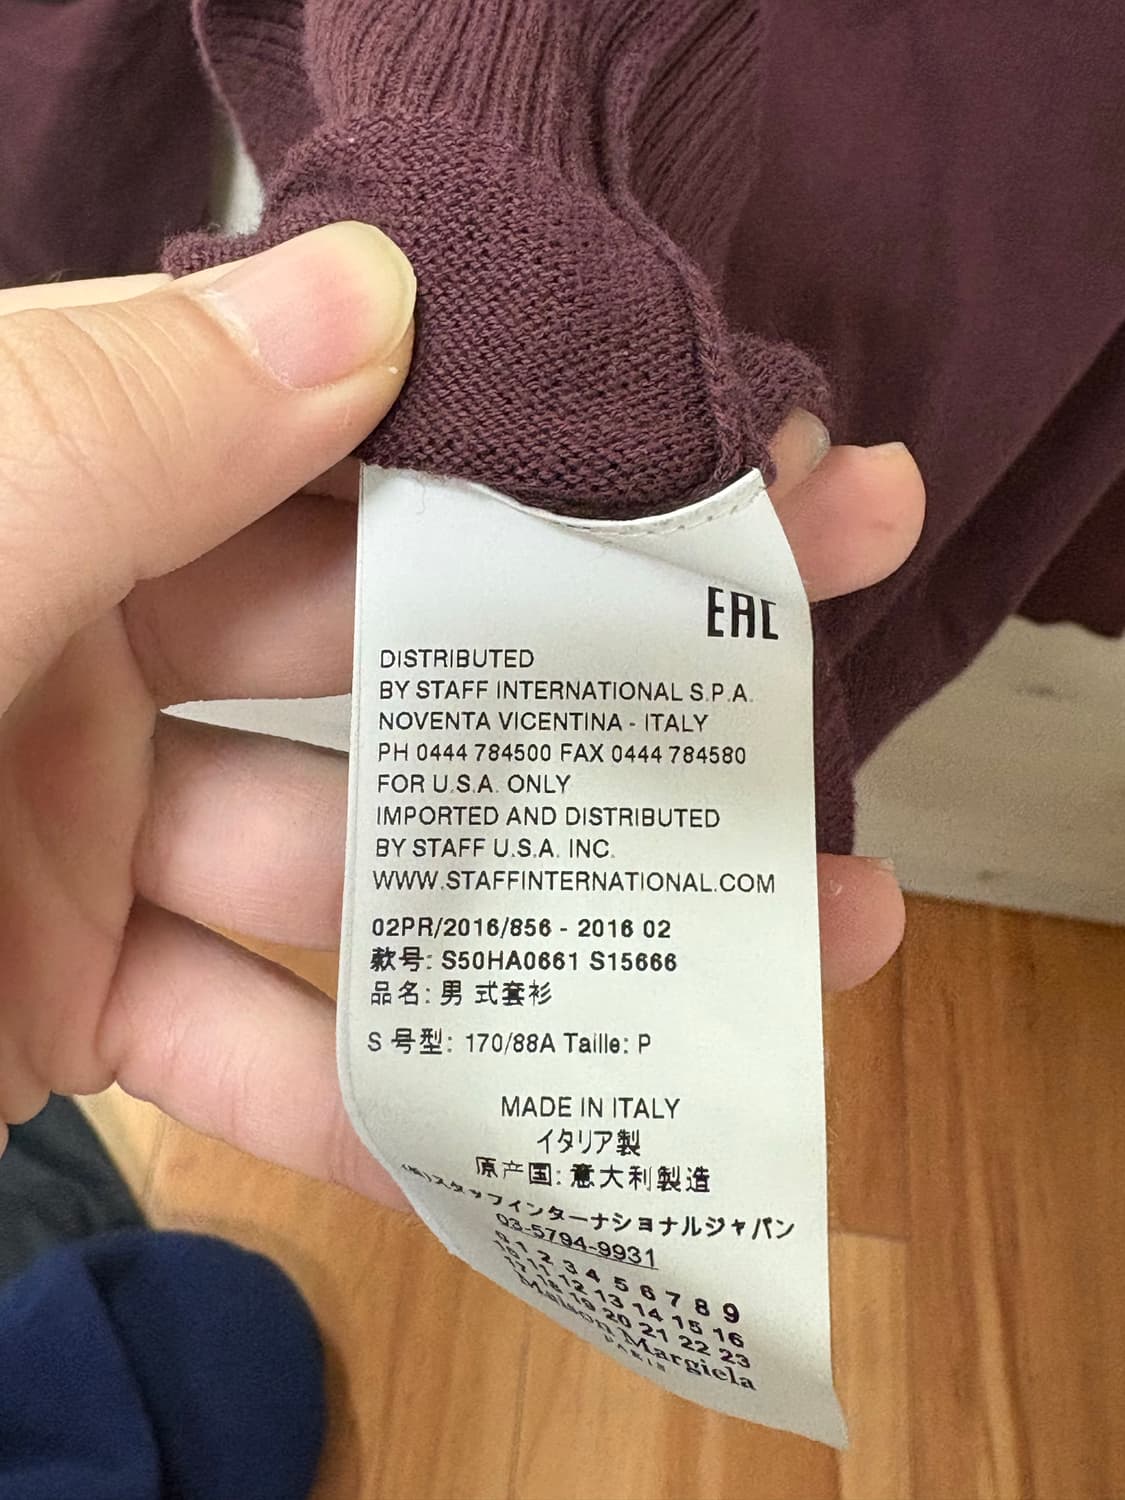 EAC
DISTRIBUTED
BY STAFF INTERNATIONAL S.P.A.
NOVENTA VICENTINA - ITALY
PH 0444 784500 FAX 0444 784580
FOR U.S.A. ONLY
IMPORTED AND DISTRIBUTED
BY STAFF U.S.A. INC.
WWW.STAFFINTERNATIONAL.COM
02PR/2016/856 - 2016 02
款号: S50HA0661 S15666
品名: 男 式套衫
S 号型: 170/88A Taille: P
MADE IN ITALY
イタリア製
原产国: 意大利製造
(株)スタッフインターナショナルジャパン
03-5794-9931
0 1 2 3 4 5 6 7 8 9
10 11 12 13 14 15 16
17 18 19 20 21 22 23
Maison Margiela
PARIS